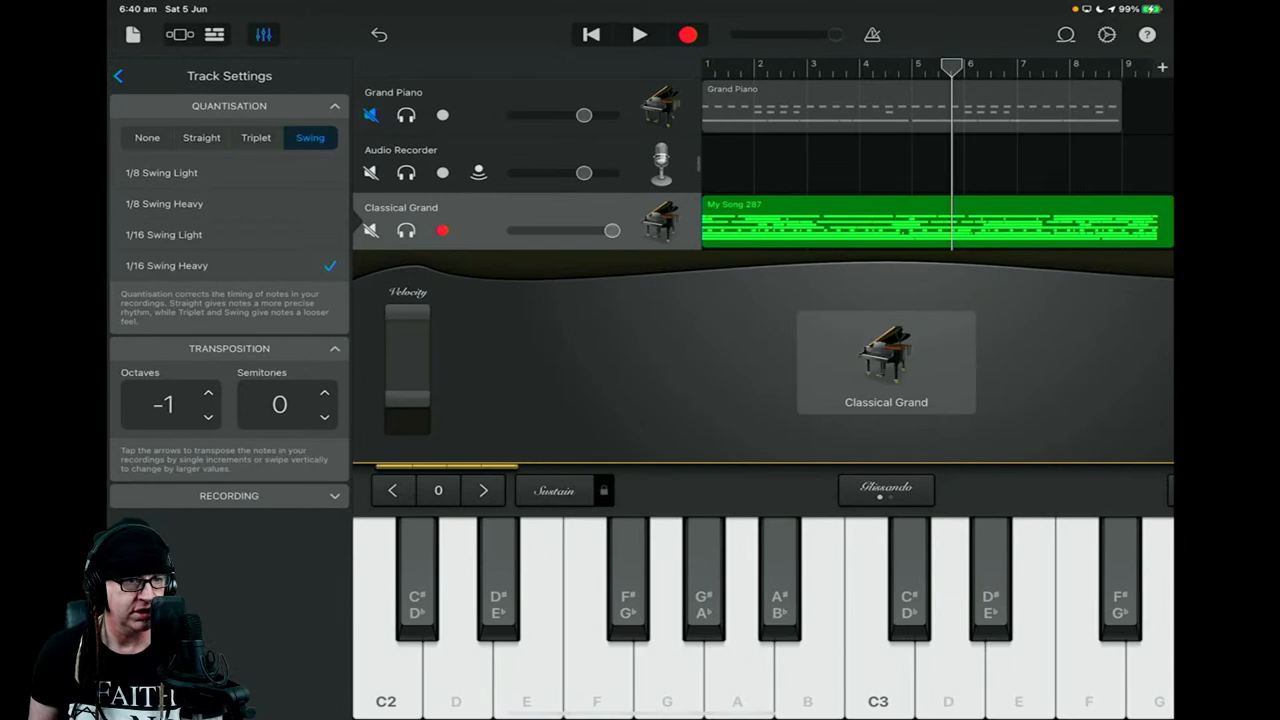 6:40 am Sat 5 Jun
99%
Track Settings
QUANTISATION
None Straight Triplet Swing
1/8 Swing Light
1/8 Swing Heavy
1/16 Swing Light
1/16 Swing Heavy
Quantisation corrects the timing of notes in your
recordings. Straight gives notes a more precise
rhythm, while Triplet and Swing give notes a looser
feel.
TRANSPOSITION
Octaves Semitones
-1 0
Tap the arrows to transpose the notes in your
recordings by single increments or swipe vertically
to change by larger values.
RECORDING
Grand Piano
Audio Recorder
Classical Grand
1 2 3 4 5 6 7 8 9 +
Grand Piano
My Song 287
Velocity
Classical Grand
0
Sustain
Glissando
C# D# F# G# A# C# D# F#
D♭ E♭ G♭ A♭ B♭ D♭ E♭ G♭
C2 D E F G A B C3 D E F G
?
FAITH